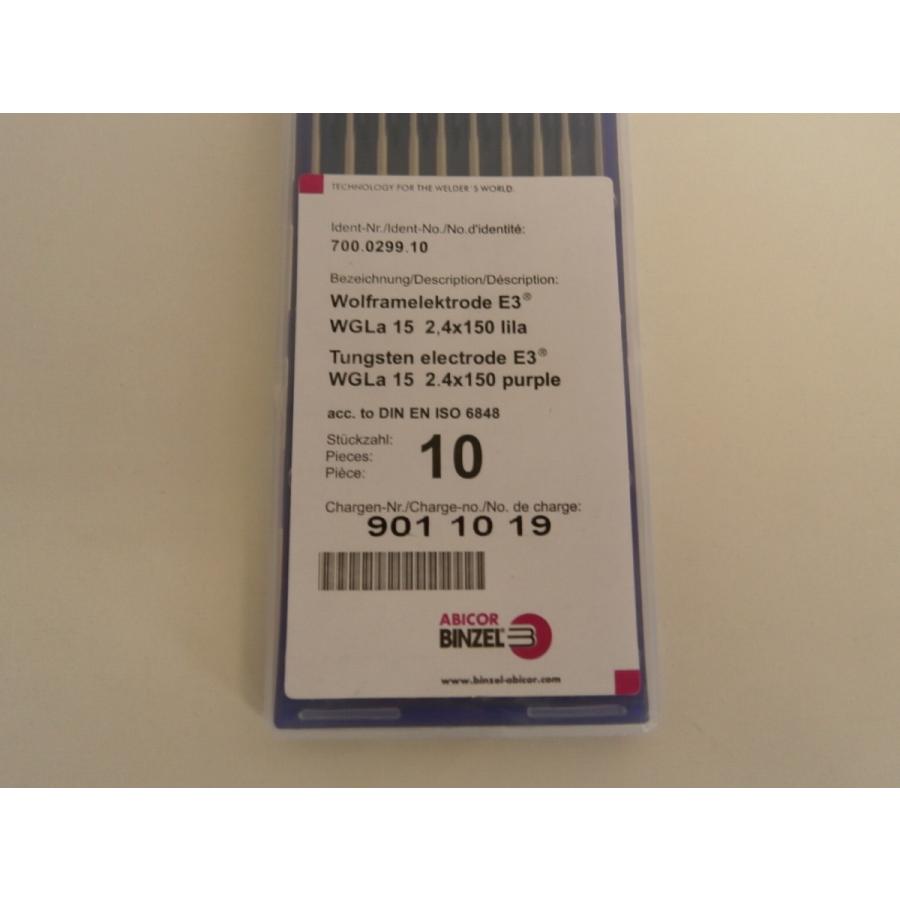 TECHNOLOGY FOR THE WELDER'S WORLD.
Ident-Nr./Ident-No./No.d'identité:
700.0299.10
Bezeichnung/Description/Déscription:
Wolframelektrode E3®
WGLa 15 2,4x150 lila
Tungsten electrode E3®
WGLa 15 2.4x150 purple
acc. to DIN EN ISO 6848
Stückzahl:
Pieces: 10
Pièce:
Chargen-Nr./Charge-no./No. de charge:
901 10 19
ABICOR
BINZEL®
www.binzel-abicor.com